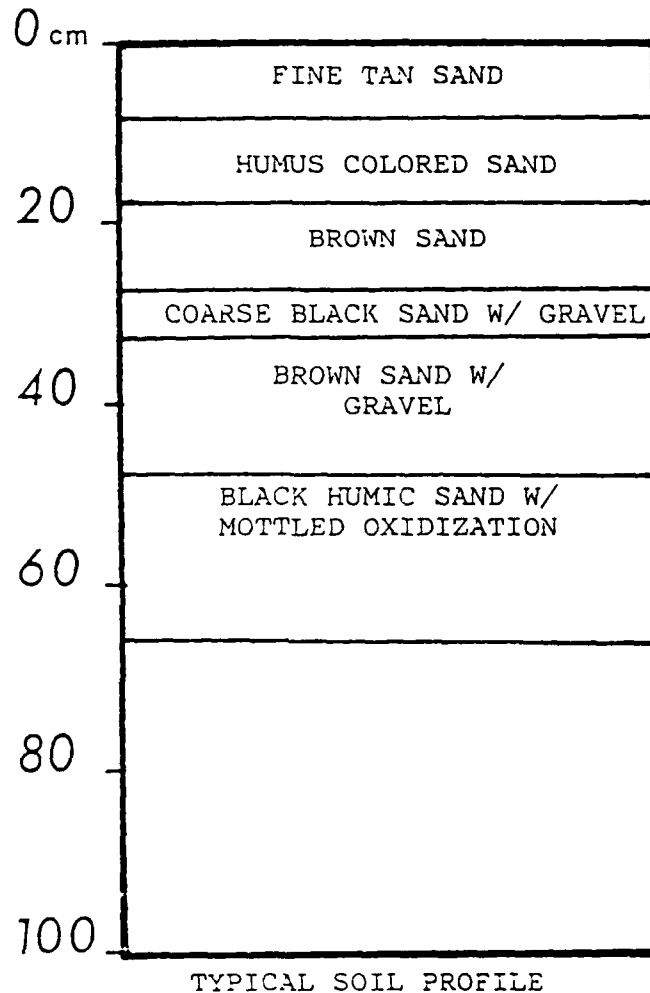 0 cm
FINE TAN SAND
HUMUS COLORED SAND
20
BROWN SAND
COARSE BLACK SAND W/ GRAVEL
BROWN SAND W/
GRAVEL
40
BLACK HUMIC SAND W/
MOTTLED OXIDIZATION
60
80
100
TYPICAL SOIL PROFILE